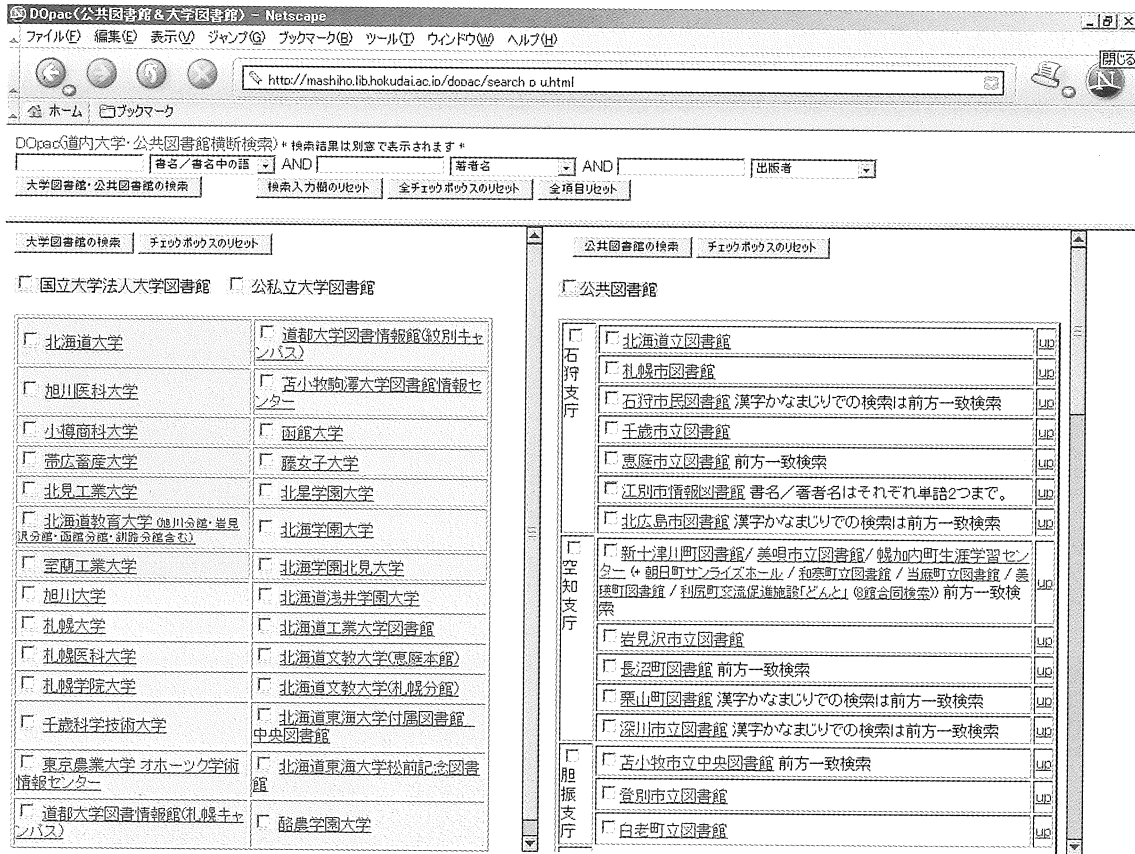 DOpac(公共図書館＆大学図書館) - Netscape
ファイル(F) 編集(E) 表示(V) ジャンプ(G) ブックマーク(B) ツール(T) ウィンドウ(W) ヘルプ(H)
閉じる
http://mashiho.lib.hokudai.ac.jp/dopac/search_p_u.html
ホーム ブックマーク
DOpac(道内大学・公共図書館横断検索) * 検索結果は別窓で表示されます *
書名／書名中の語 AND 著者名 AND 出版者
大学図書館・公共図書館の検索 検索入力欄のリセット 全チェックボックスのリセット 全項目リセット
大学図書館の検索 チェックボックスのリセット
国立大学法人大学図書館 公私立大学図書館
北海道大学 道都大学図書情報館(紋別キャ
ンパス)
旭川医科大学 苫小牧駒澤大学図書館情報セ
ンター
小樽商科大学 函館大学
帯広畜産大学 藤女子大学
北見工業大学 北星学園大学
北海道教育大学 (旭川分館・岩見
沢分館・函館分館・釧路分館含む) 北海学園大学
室蘭工業大学 北海学園北見大学
旭川大学 北海道浅井学園大学
札幌大学 北海道工業大学図書館
札幌医科大学 北海道文教大学(恵庭本館)
札幌学院大学 北海道文教大学(札幌分館)
千歳科学技術大学 北海道東海大学付属図書館
中央図書館
東京農業大学 オホーツク学術
情報センター 北海道東海大学松前記念図書
館
道都大学図書情報館(札幌キャ
ンパス) 酪農学園大学
公共図書館の検索 チェックボックスのリセット
公共図書館
石狩支庁
北海道立図書館 up
札幌市図書館 up
石狩市民図書館 漢字かなまじりでの検索は前方一致検索 up
千歳市立図書館 up
恵庭市立図書館 前方一致検索 up
江別市情報図書館 書名／著者名はそれぞれ単語2つまで。 up
北広島市図書館 漢字かなまじりでの検索は前方一致検索 up
空知支庁
新十津川町図書館/ 美唄市立図書館/ 幌加内町生涯学習セン
ター (+ 朝日町サンライズホール / 和寒町立図書館 / 当麻町立図書館 / 美
瑛町図書館 / 利尻町交流促進施設「どんと」 (8館合同検索)) 前方一致検
索 up
岩見沢市立図書館 up
長沼町図書館 前方一致検索 up
栗山町図書館 漢字かなまじりでの検索は前方一致検索 up
深川市立図書館 漢字かなまじりでの検索は前方一致検索 up
胆振支庁
苫小牧市立中央図書館 前方一致検索 up
登別市立図書館 up
白老町立図書館 up